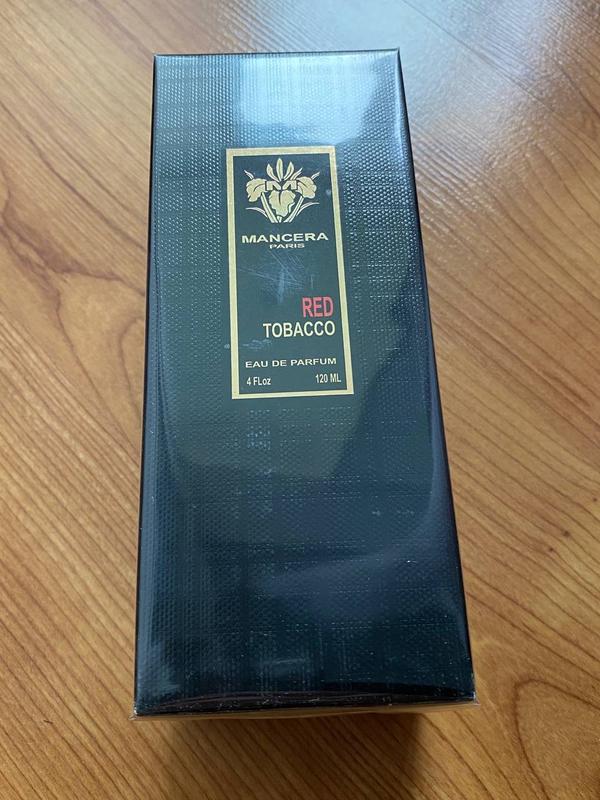 MANCERA
PARIS
RED
TOBACCO
EAU DE PARFUM
4 FLoz 120 ML